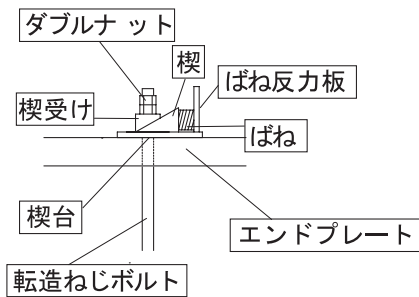 ダブルナット
楔
ばね反力板
楔受け
ばね
楔台
エンドプレート
転造ねじボルト